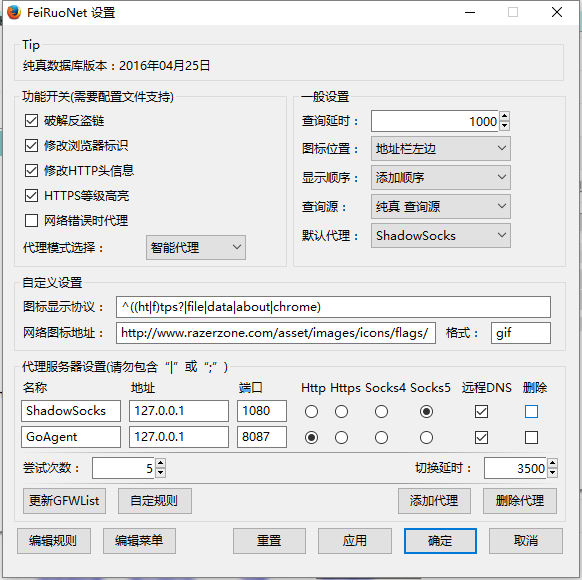 FeiRuoNet 设置
Tip
纯真数据库版本：2016年04月25日
功能开关(需要配置文件支持)
破解反盗链
修改浏览器标识
修改HTTP头信息
HTTPS等级高亮
网络错误时代理
代理模式选择： 智能代理
一般设置
查询延时： 1000
图标位置： 地址栏左边
显示顺序： 添加顺序
查询源： 纯真 查询源
默认代理： ShadowSocks
自定义设置
图标显示协议： ^((ht|f)tps?|file|data|about|chrome)
网络图标地址： http://www.razerzone.com/asset/images/icons/flags/ 格式： gif
代理服务器设置(请勿包含“|”或“;”)
名称 地址 端口 Http Https Socks4 Socks5 远程DNS 删除
ShadowSocks 127.0.0.1 1080
GoAgent 127.0.0.1 8087
尝试次数： 5 切换延时： 3500
更新GFWList 自定规则 添加代理 删除代理
编辑规则 编辑菜单 重置 应用 确定 取消